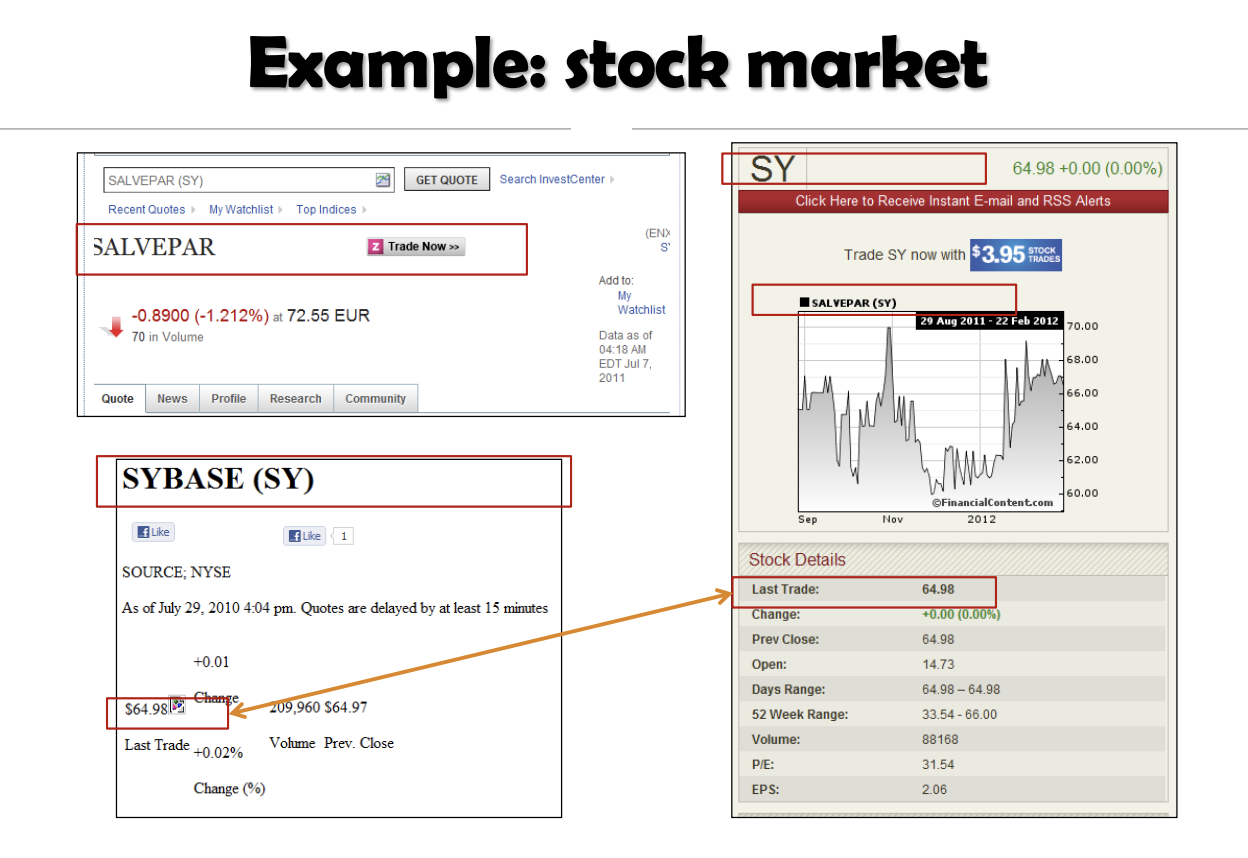 Example: stock market
SALVEPAR (SY)
GET QUOTE
Search InvestCenter
Recent Quotes
My Watchlist
Top Indices
SALVEPAR
Z Trade Now >>
(ENX
-0.8900 (-1.212%) at 72.55 EUR
70 in Volume
Add to:
My
Watchlist
Data as of
04:18 AM
EDT Jul 7,
2011
Quote News Profile Research Community
SYBASE (SY)
Like
Like 1
SOURCE; NYSE
As of July 29, 2010 4:04 pm. Quotes are delayed by at least 15 minutes
+0.01
Change
$64.98
209,960 $64.97
Last Trade
+0.02%
Volume Prev. Close
Change (%)
SY
64.98 +0.00 (0.00%)
Click Here to Receive Instant E-mail and RSS Alerts
Trade SY now with $3.95 STOCK TRADES
SALVEPAR (SY)
29 Aug 2011 - 22 Feb 2012
70.00
68.00
66.00
64.00
62.00
60.00
©FinancialContent.com
Sep Nov 2012
Stock Details
Last Trade: 64.98
Change: +0.00 (0.00%)
Prev Close: 64.98
Open: 14.73
Days Range: 64.98 – 64.98
52 Week Range: 33.54 - 66.00
Volume: 88168
P/E: 31.54
EPS: 2.06